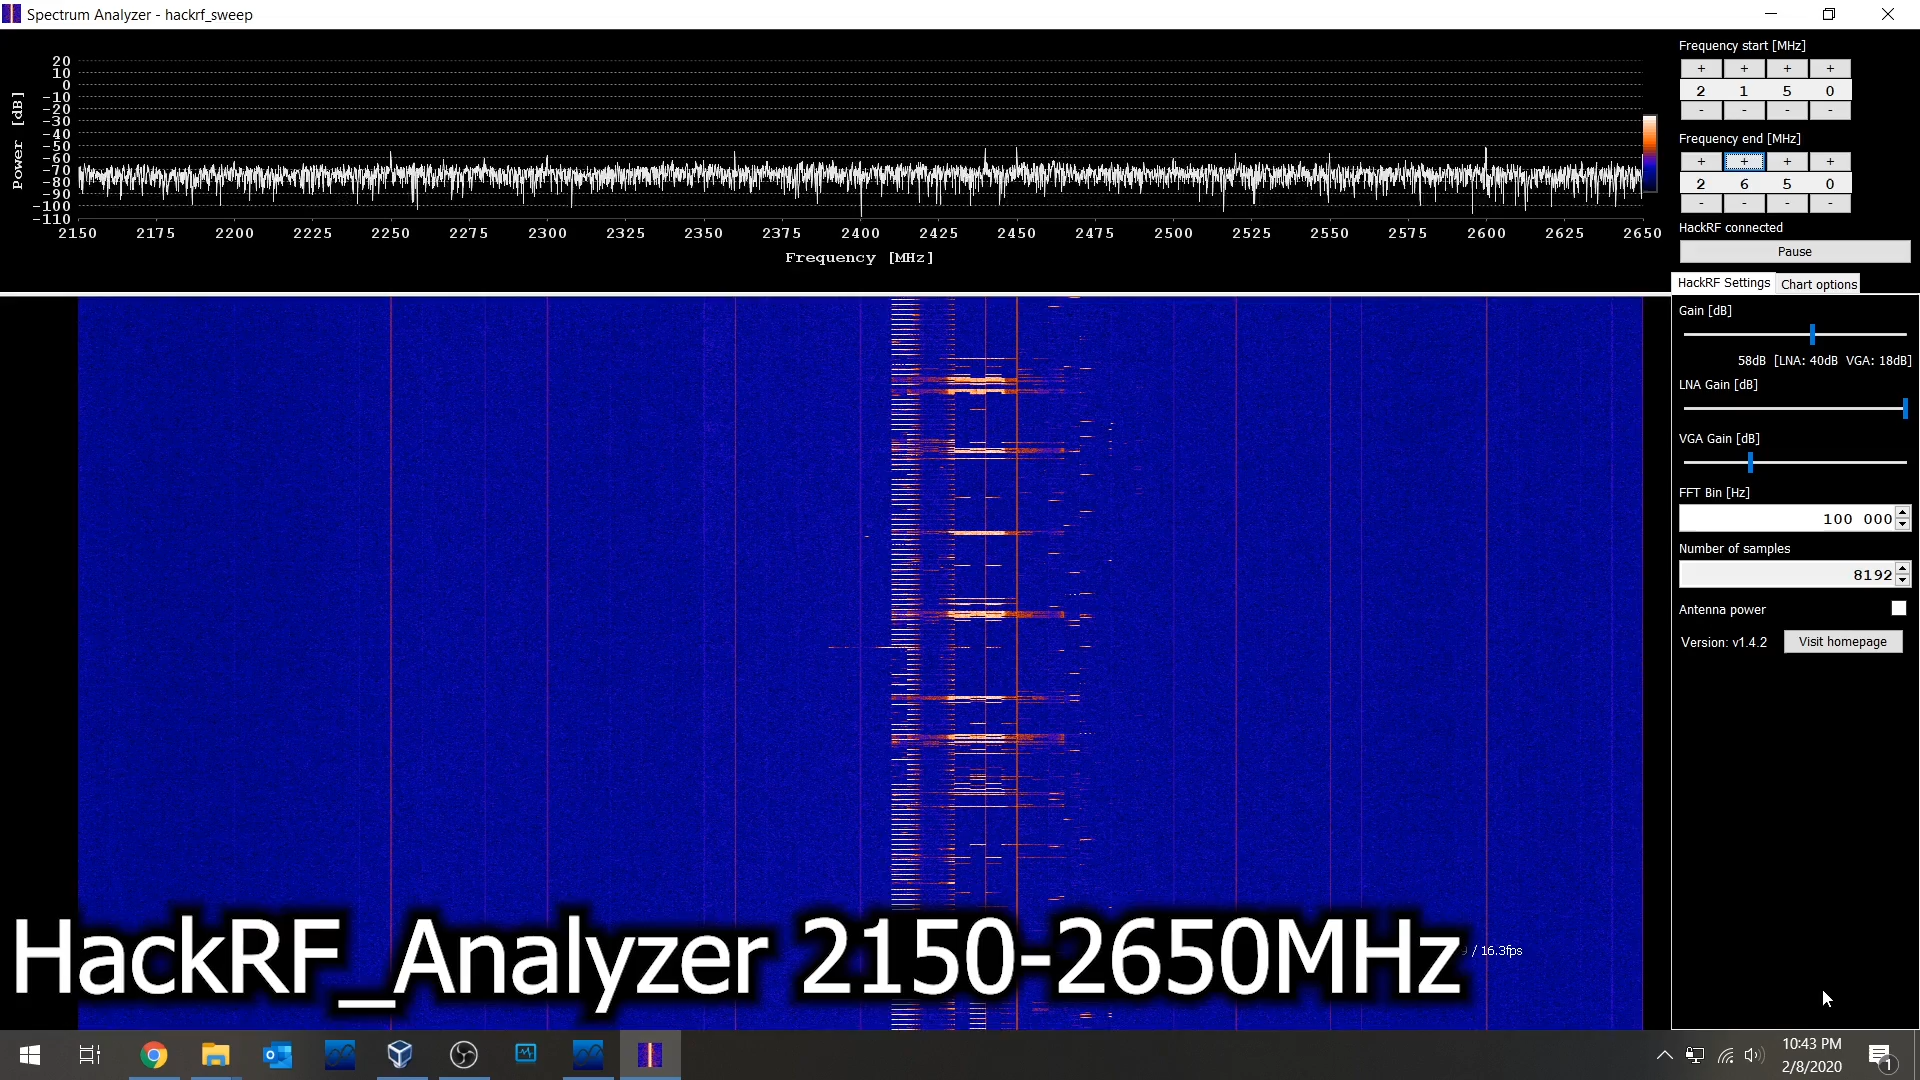 Spectrum Analyzer - hackrf_sweep
20
10
0
-10
-20
-30
-40
-50
-60
-70
-80
-90
-100
-110
Power [dB]
2150 2175 2200 2225 2250 2275 2300 2325 2350 2375 2400 2425 2450 2475 2500 2525 2550 2575 2600 2625 2650
Frequency [MHz]
Frequency start [MHz]
+ + + +
2 1 5 0
- - - -
Frequency end [MHz]
+ + + +
2 6 5 0
- - - -
HackRF connected
Pause
HackRF Settings Chart options
Gain [dB]
58dB [LNA: 40dB VGA: 18dB]
LNA Gain [dB]
VGA Gain [dB]
FFT Bin [Hz]
100 000
Number of samples
8192
Antenna power
Version: v1.4.2 Visit homepage
HackRF_Analyzer 2150-2650MHz
/ 16.3fps
10:43 PM
2/8/2020
1